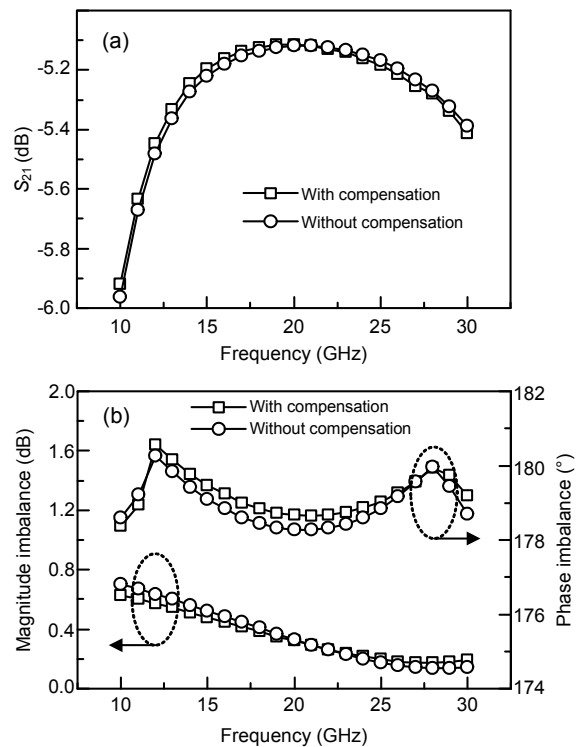 (a)
-5.2
-5.4
-5.6
-5.8
-6.0
S21 (dB)
With compensation
Without compensation
10 15 20 25 30
Frequency (GHz)
(b)
With compensation
Without compensation
2.0
1.6
1.2
0.8
0.4
0.0
Magnitude imbalance (dB)
182
180
178
176
174
Phase imbalance (°)
10 15 20 25 30
Frequency (GHz)